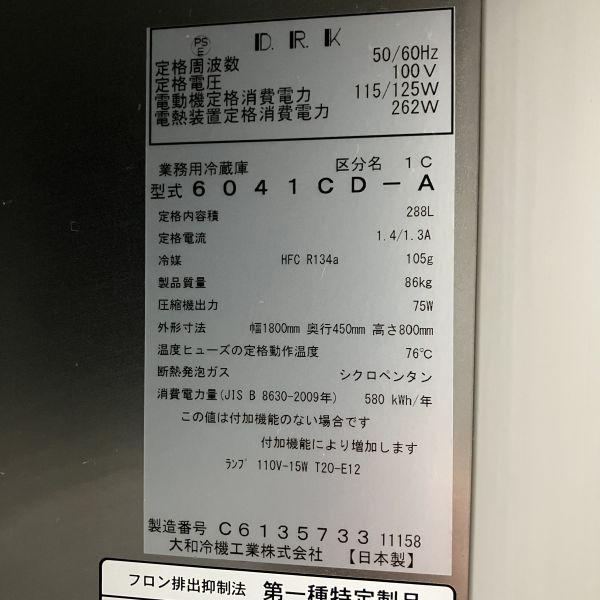 PS
E
D.R.K
定格周波数 50/60Hz
定格電圧 100V
電動機定格消費電力 115/125W
電熱装置定格消費電力 262W
業務用冷蔵庫 区分名 1C
型式 6041CD-A
定格内容積 288L
定格電流 1.4/1.3A
冷媒 HFC R134a 105g
製品質量 86kg
圧縮機出力 75W
外形寸法 幅1800mm 奥行450mm 高さ800mm
温度ヒューズの定格動作温度 76℃
断熱発泡ガス シクロペンタン
消費電力量(JIS B 8630-2009年) 580 kWh/年
この値は付加機能のない場合です
付加機能により増加します
ﾗﾝﾌﾟ 110V-15W T20-E12
製造番号 C6135733 11158
大和冷機工業株式会社 【日本製】
フロン排出抑制法 第一種特定製品